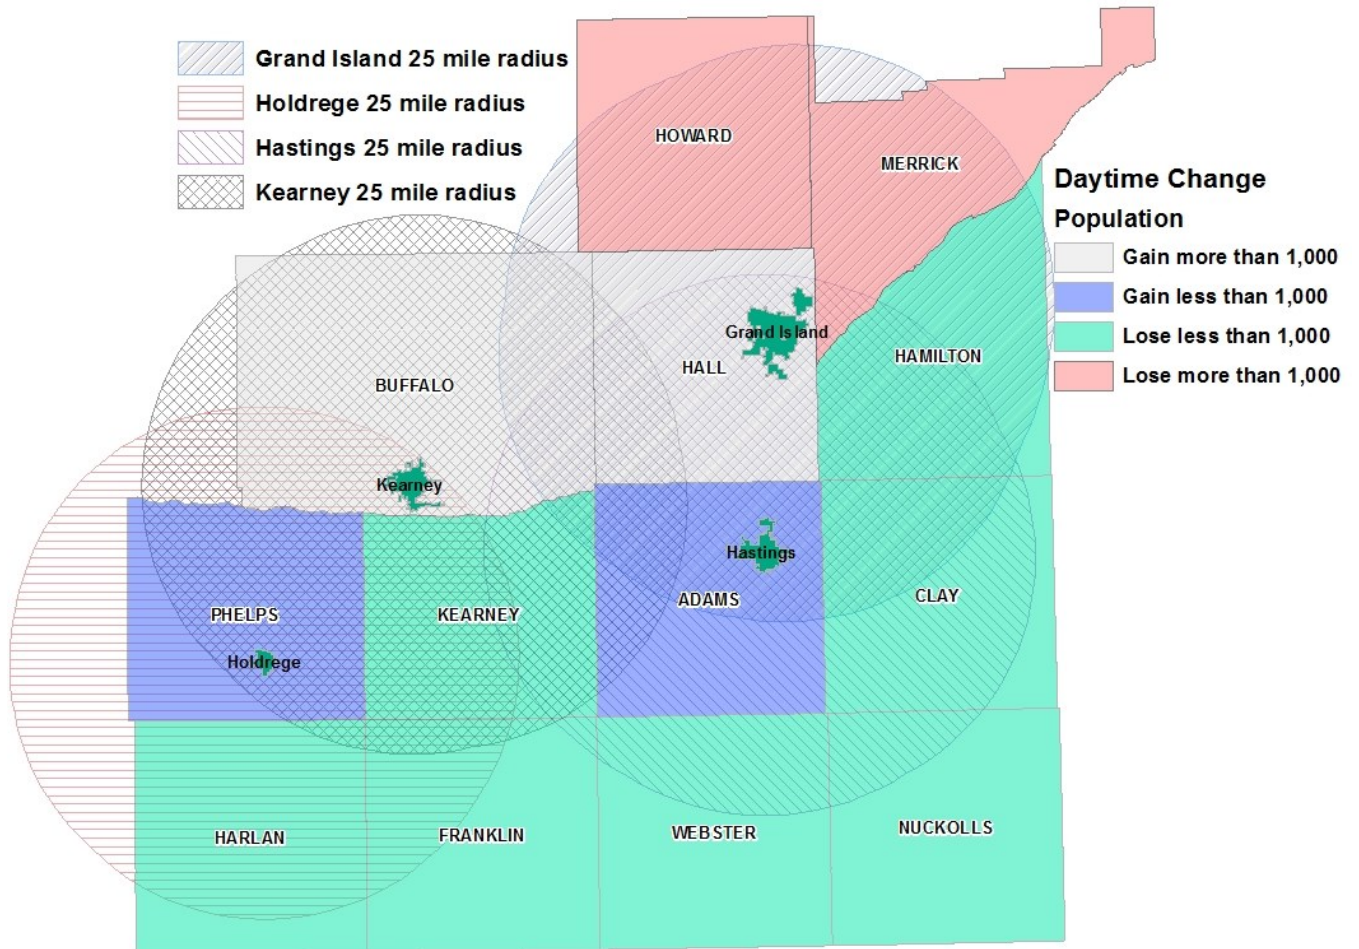 Grand Island 25 mile radius
Holdrege 25 mile radius
Hastings 25 mile radius
Kearney 25 mile radius
Daytime Change
Population
Gain more than 1,000
Gain less than 1,000
Lose less than 1,000
Lose more than 1,000
HOWARD
MERRICK
Grand Island
HAMILTON
HALL
BUFFALO
Kearney
Hastings
CLAY
ADAMS
PHELPS
KEARNEY
Holdrege
HARLAN
FRANKLIN
WEBSTER
NUCKOLLS